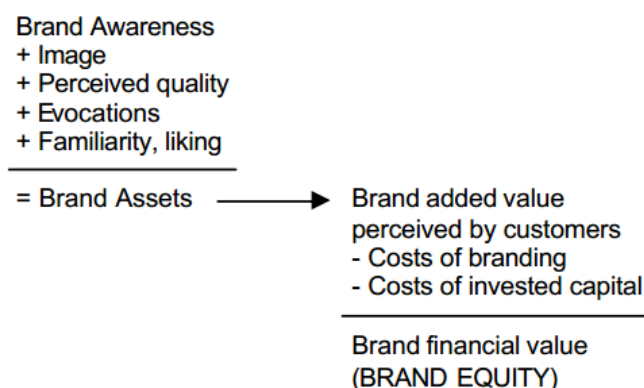 Brand Awareness
+ Image
+ Perceived quality
+ Evocations
+ Familiarity, liking
= Brand Assets
Brand added value
perceived by customers
- Costs of branding
- Costs of invested capital
Brand financial value
(BRAND EQUITY)